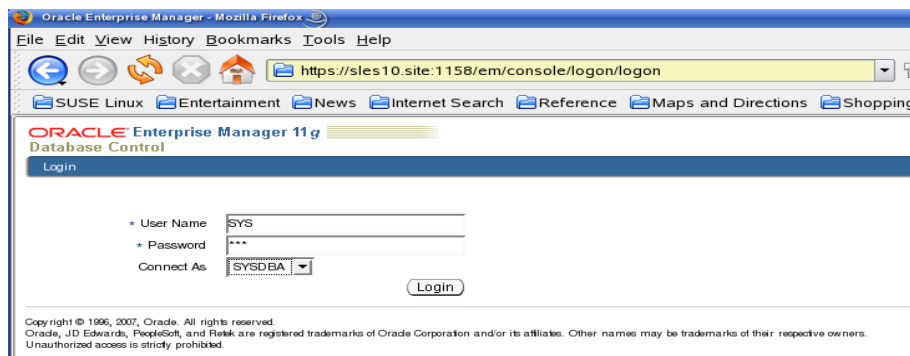 Oracle Enterprise Manager - Mozilla Firefox
File Edit View History Bookmarks Tools Help
https://sles10.site:1158/em/console/logon/logon
SUSE Linux Entertainment News Internet Search Reference Maps and Directions Shopping
ORACLE Enterprise Manager 11g
Database Control
Login
* User Name SYS
* Password ***
Connect As SYSDBA
Login
Copyright © 1996, 2007, Oracle. All rights reserved.
Oracle, JD Edwards, PeopleSoft, and Retek are registered trademarks of Oracle Corporation and/or its affiliates. Other names may be trademarks of their respective owners.
Unauthorized access is strictly prohibited.